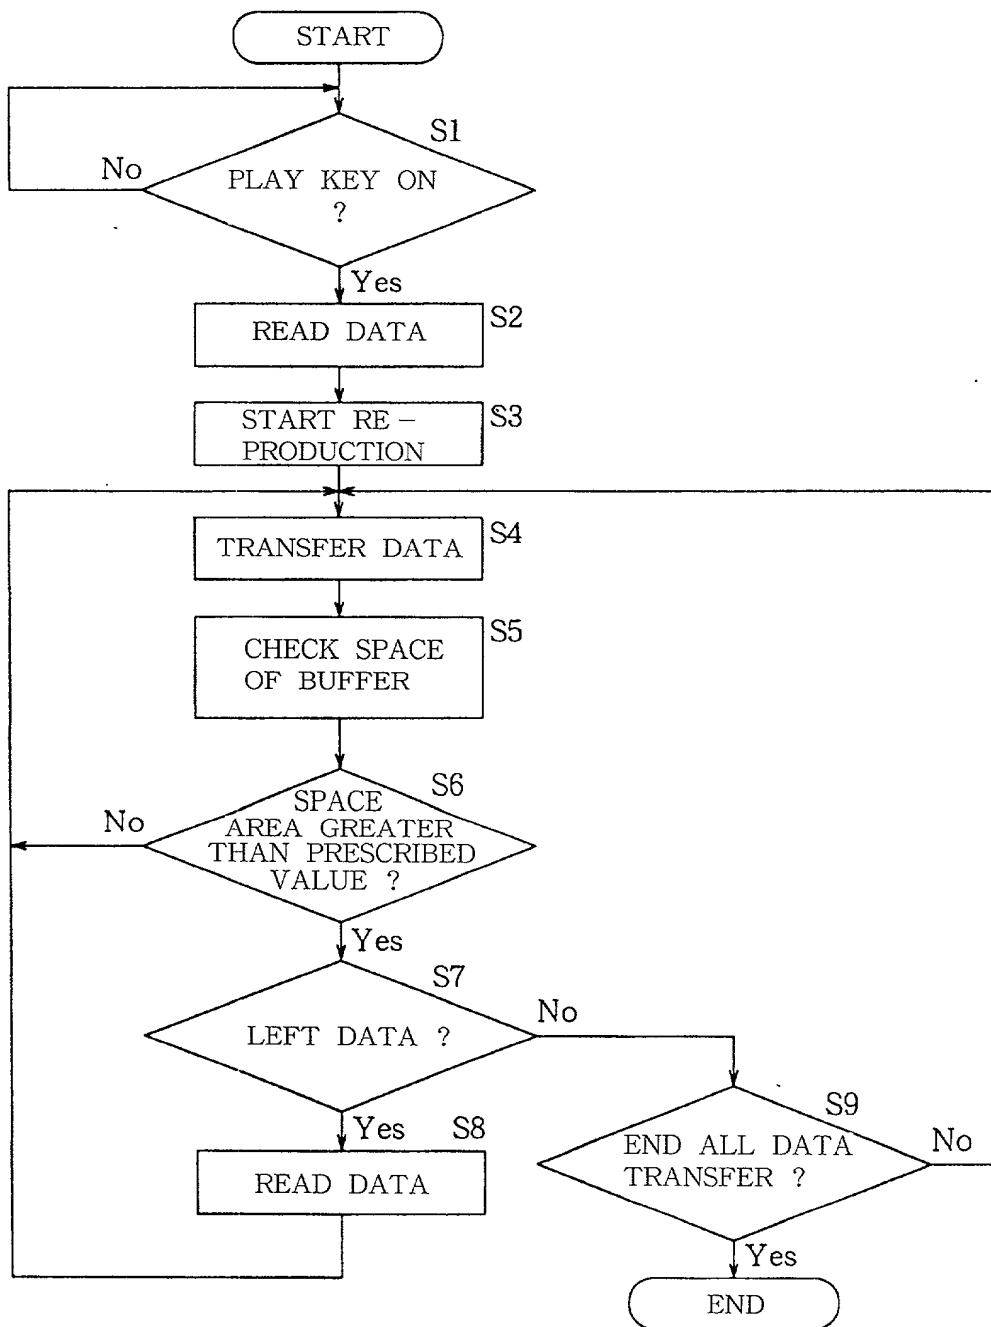 START
S1
No
PLAY KEY ON
?
Yes
S2
READ DATA
S3
START RE-
PRODUCTION
S4
TRANSFER DATA
S5
CHECK SPACE
OF BUFFER
S6
No
SPACE
AREA GREATER
THAN PRESCRIBED
VALUE ?
Yes
S7
No
LEFT DATA ?
Yes
S8
READ DATA
S9
No
END ALL DATA
TRANSFER ?
Yes
END